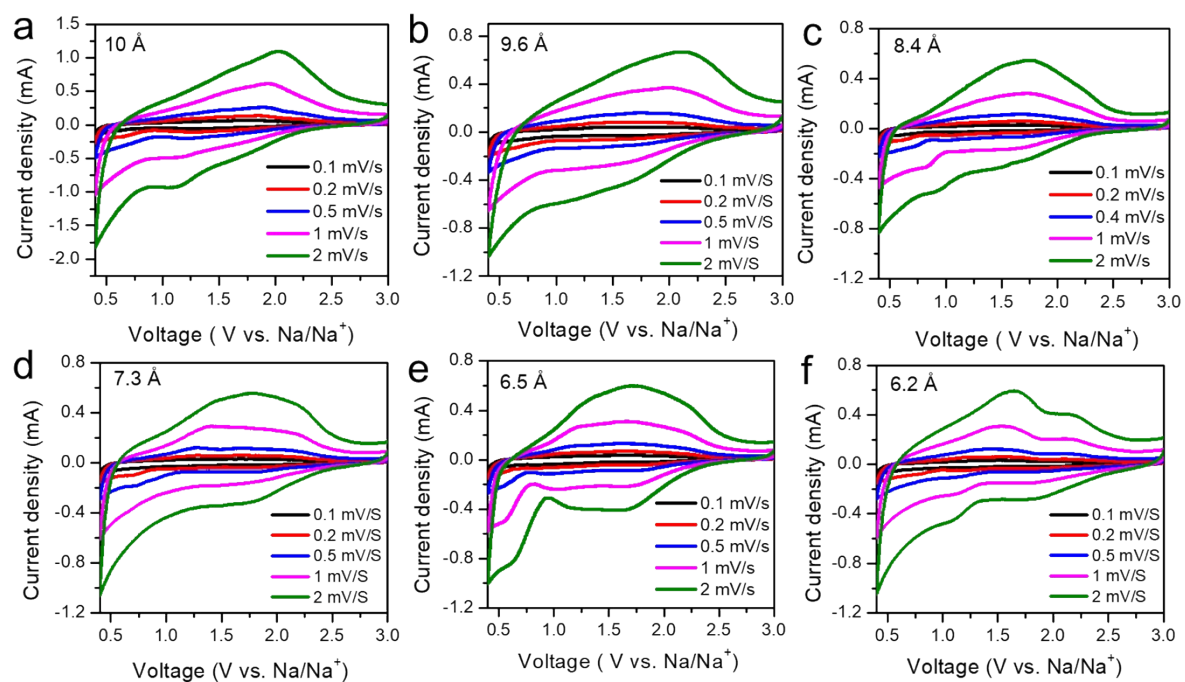 a
10 Å
Current density (mA)
1.5
1.0
0.5
0.0
-0.5
-1.0
-1.5
-2.0
0.1 mV/s
0.2 mV/s
0.5 mV/s
1 mV/s
2 mV/s
0.5 1.0 1.5 2.0 2.5 3.0
Voltage ( V vs. Na/Na⁺)
b
9.6 Å
Current density (mA)
0.8
0.4
0.0
-0.4
-0.8
-1.2
0.1 mV/S
0.2 mV/S
0.5 mV/S
1 mV/S
2 mV/S
0.5 1.0 1.5 2.0 2.5 3.0
Voltage (V vs. Na/Na⁺)
c
8.4 Å
Current density (mA)
0.8
0.4
0.0
-0.4
-0.8
-1.2
0.1 mV/s
0.2 mV/s
0.4 mV/s
1 mV/s
2 mV/s
0.5 1.0 1.5 2.0 2.5 3.0
Voltage ( V vs. Na/Na⁺)
d
7.3 Å
Current density (mA)
0.8
0.4
0.0
-0.4
-0.8
-1.2
0.1 mV/S
0.2 mV/S
0.5 mV/S
1 mV/S
2 mV/S
0.5 1.0 1.5 2.0 2.5 3.0
Voltage (V vs. Na/Na⁺)
e
6.5 Å
Current density (mA)
0.8
0.4
0.0
-0.4
-0.8
-1.2
0.1 mV/s
0.2 mV/s
0.5 mV/s
1 mV/s
2 mV/s
0.5 1.0 1.5 2.0 2.5 3.0
Voltage ( V vs. Na/Na⁺)
f
6.2 Å
Current density (mA)
0.8
0.4
0.0
-0.4
-0.8
-1.2
0.1 mV/S
0.2 mV/S
0.5 mV/S
1 mV/S
2 mV/S
0.5 1.0 1.5 2.0 2.5 3.0
Voltage (V vs. Na/Na⁺)